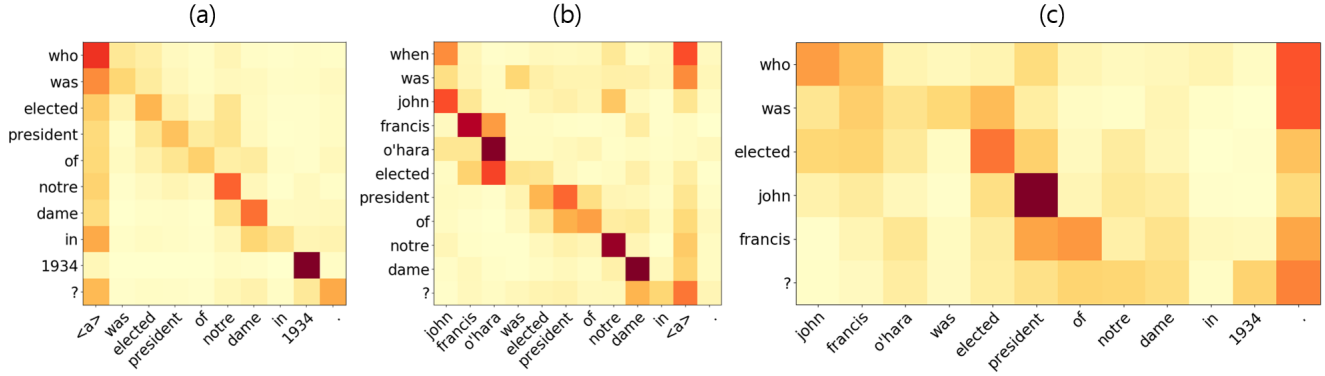 (a)
who
was
elected
president
of
notre
dame
in
1934
?
<a> was elected president of notre dame in 1934 .
(b)
when
was
john
francis
o'hara
elected
president
of
notre
dame
?
john francis o'hara was elected president of notre dame in <a> .
(c)
who
was
elected
john
francis
?
john francis o'hara was elected president of notre dame in 1934 .